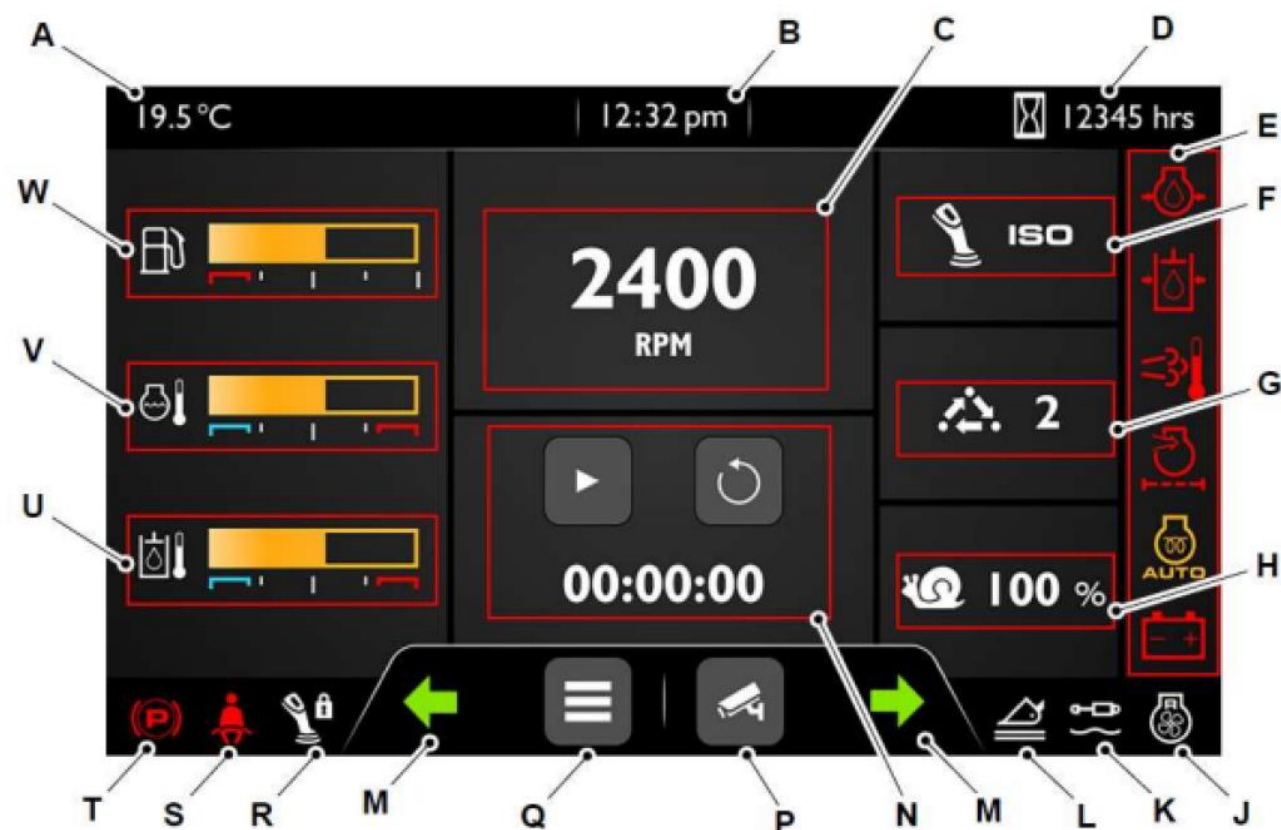 A B C D
19.5°C 12:32 pm 12345 hrs
E
W F
ISO
2400
RPM
V
G
2
U
AUTO
H
00:00:00
100 %
P
R
T S R M Q P N M L K J